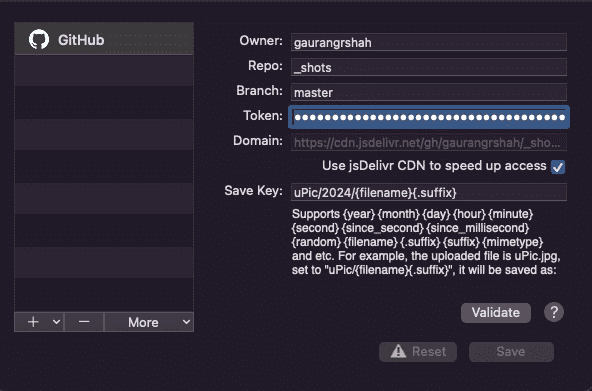 GitHub
Owner: gaurangrshah
Repo: _shots
Branch: master
Token: ●●●●●●●●●●●●●●●●●●●●●●●●●●●●●●●●●●●●
Domain: https://cdn.jsdelivr.net/gh/gaurangrshah/_sho...
Use jsDelivr CDN to speed up access
Save Key: uPic/2024/{filename}{.suffix}
Supports {year} {month} {day} {hour} {minute}
{second} {since_second} {since_millisecond}
{random} {filename} {.suffix} {suffix} {mimetype}
and etc. For example, the uploaded file is uPic.jpg,
set to "uPic/{filename}{.suffix}", it will be saved as:
Validate ?
+ − More
Reset Save